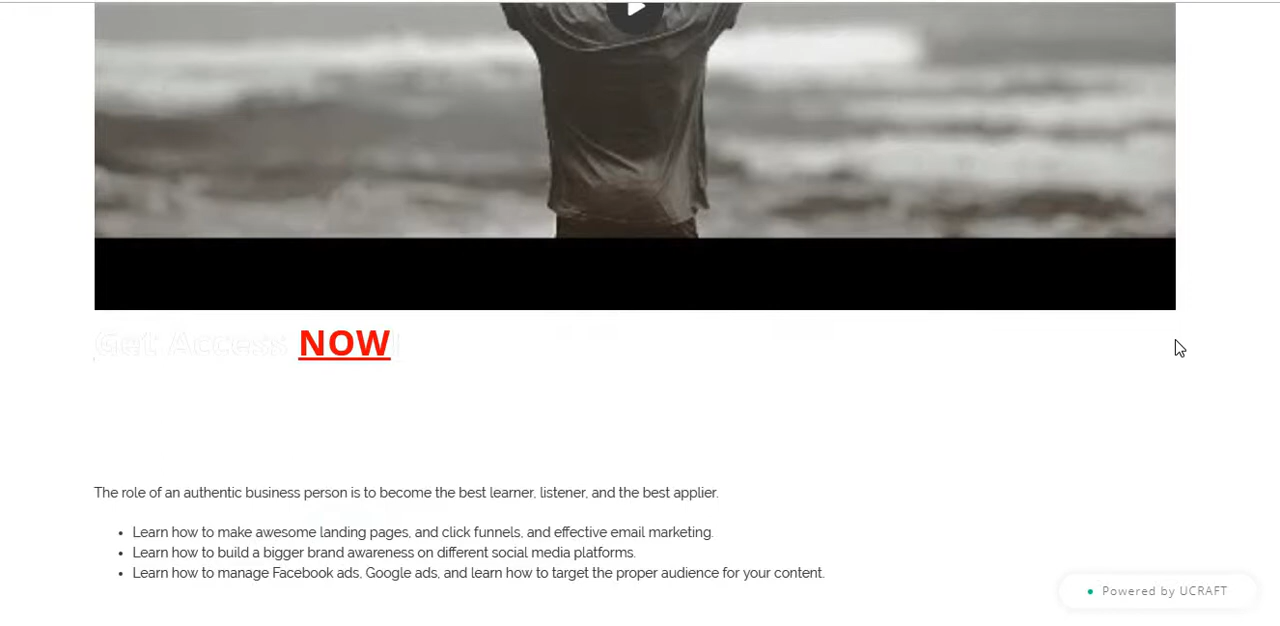 Get Access NOW
The role of an authentic business person is to become the best learner, listener, and the best applier.
Learn how to make awesome landing pages, and click funnels, and effective email marketing.
Learn how to build a bigger brand awareness on different social media platforms.
Learn how to manage Facebook ads, Google ads, and learn how to target the proper audience for your content.
Powered by UCRAFT